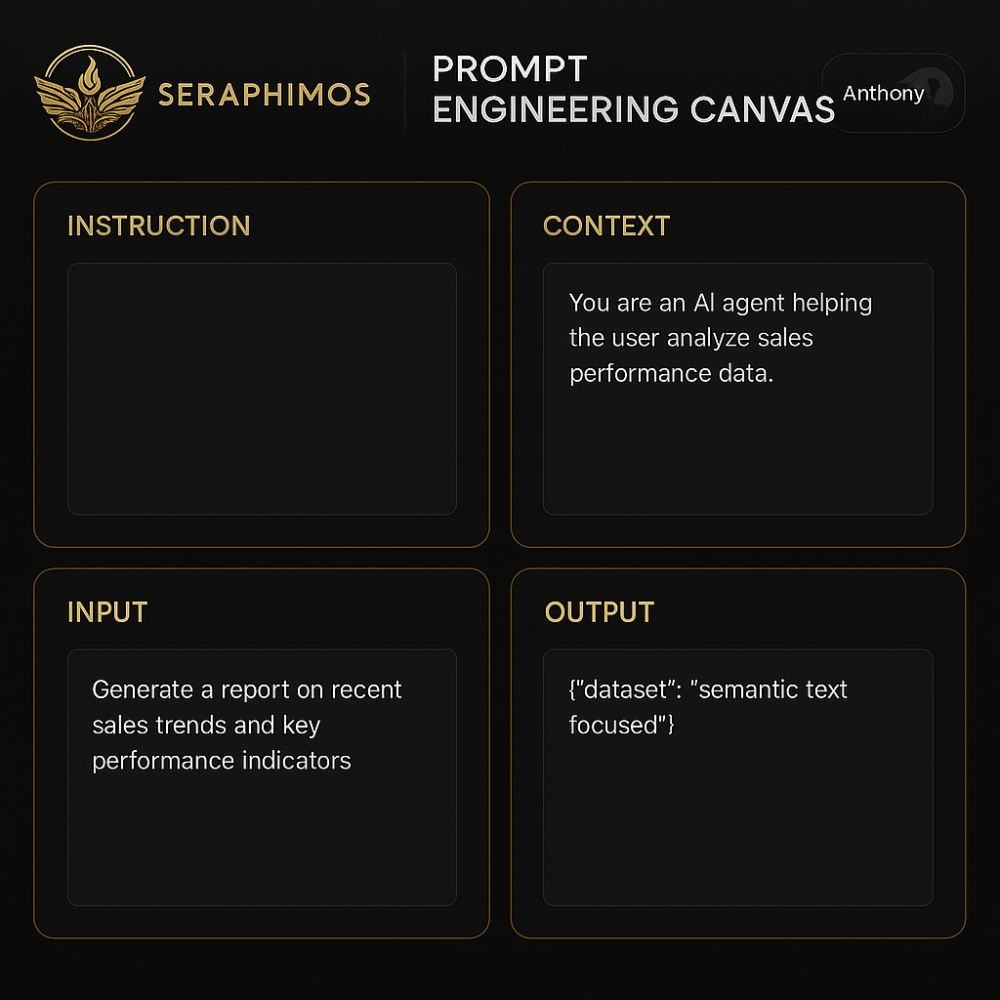 SERAPHIMOS
PROMPT
ENGINEERING CANVAS
Anthony
INSTRUCTION
CONTEXT
You are an AI agent helping
the user analyze sales
performance data.
INPUT
Generate a report on recent
sales trends and key
performance indicators
OUTPUT
{"dataset": "semantic text
focused"}